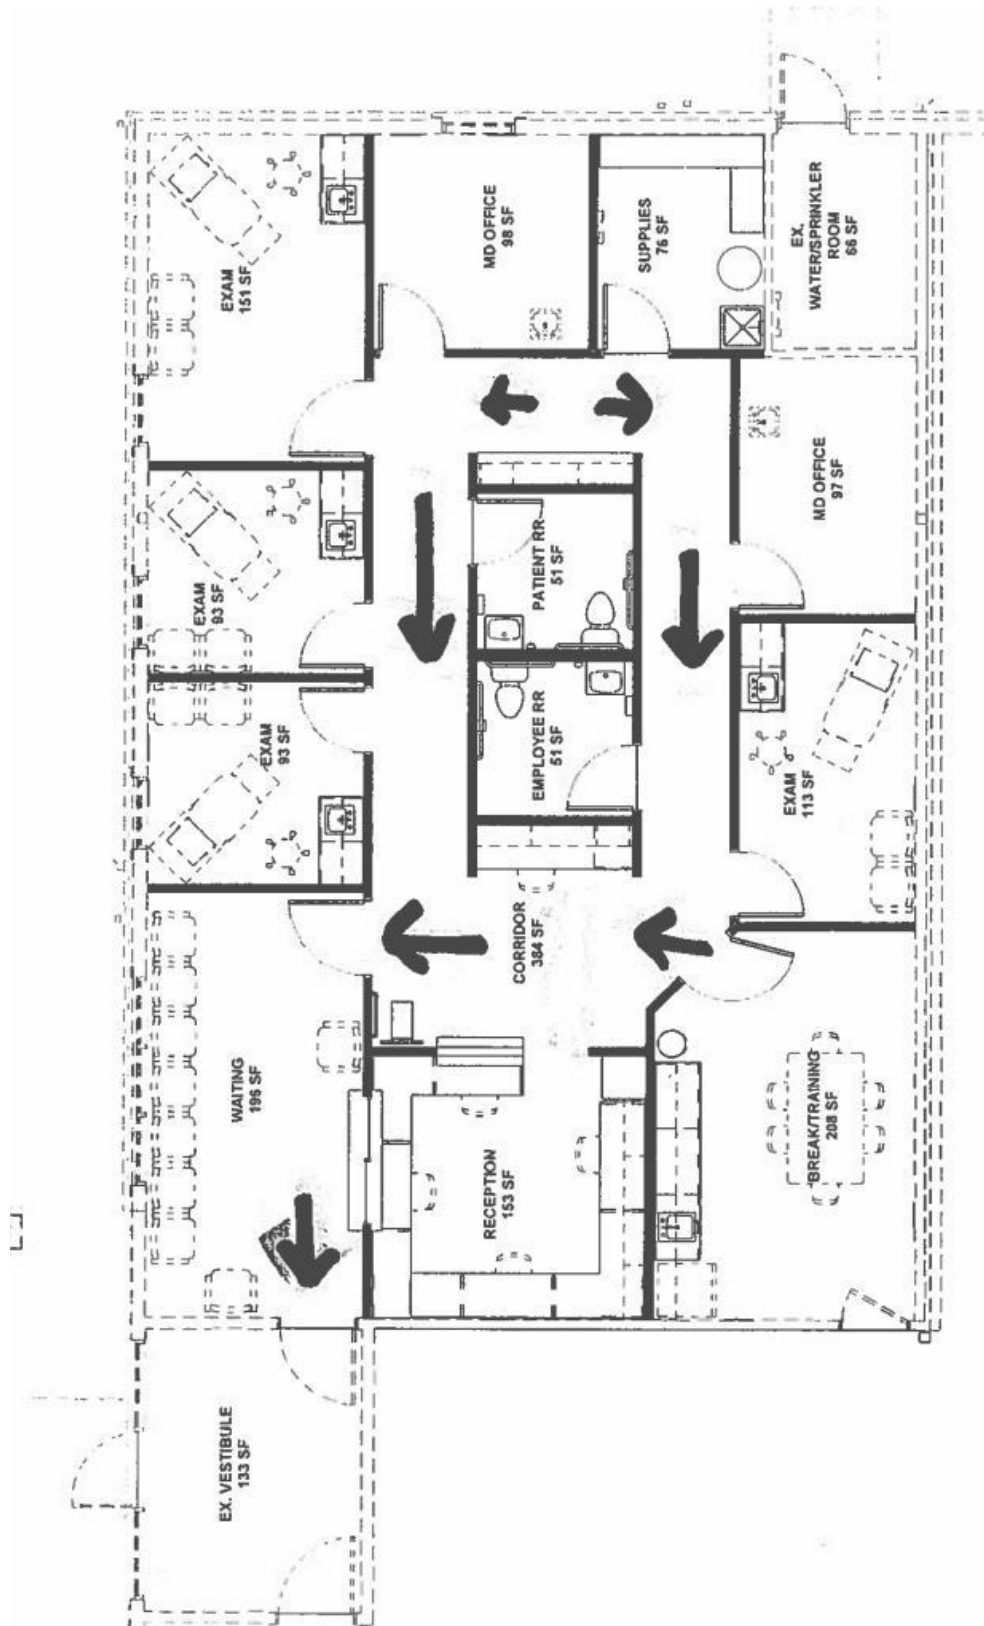 EXAM
151 SF
MD OFFICE
98 SF
SUPPLIES
76 SF
EX.
WATER/SPRINKLER
ROOM
66 SF
EXAM
93 SF
PATIENT RR
51 SF
MD OFFICE
97 SF
EXAM
93 SF
EMPLOYEE RR
51 SF
EXAM
113 SF
CORRIDOR
384 SF
WAITING
196 SF
RECEPTION
153 SF
BREAK/TRAINING
208 SF
EX. VESTIBULE
133 SF